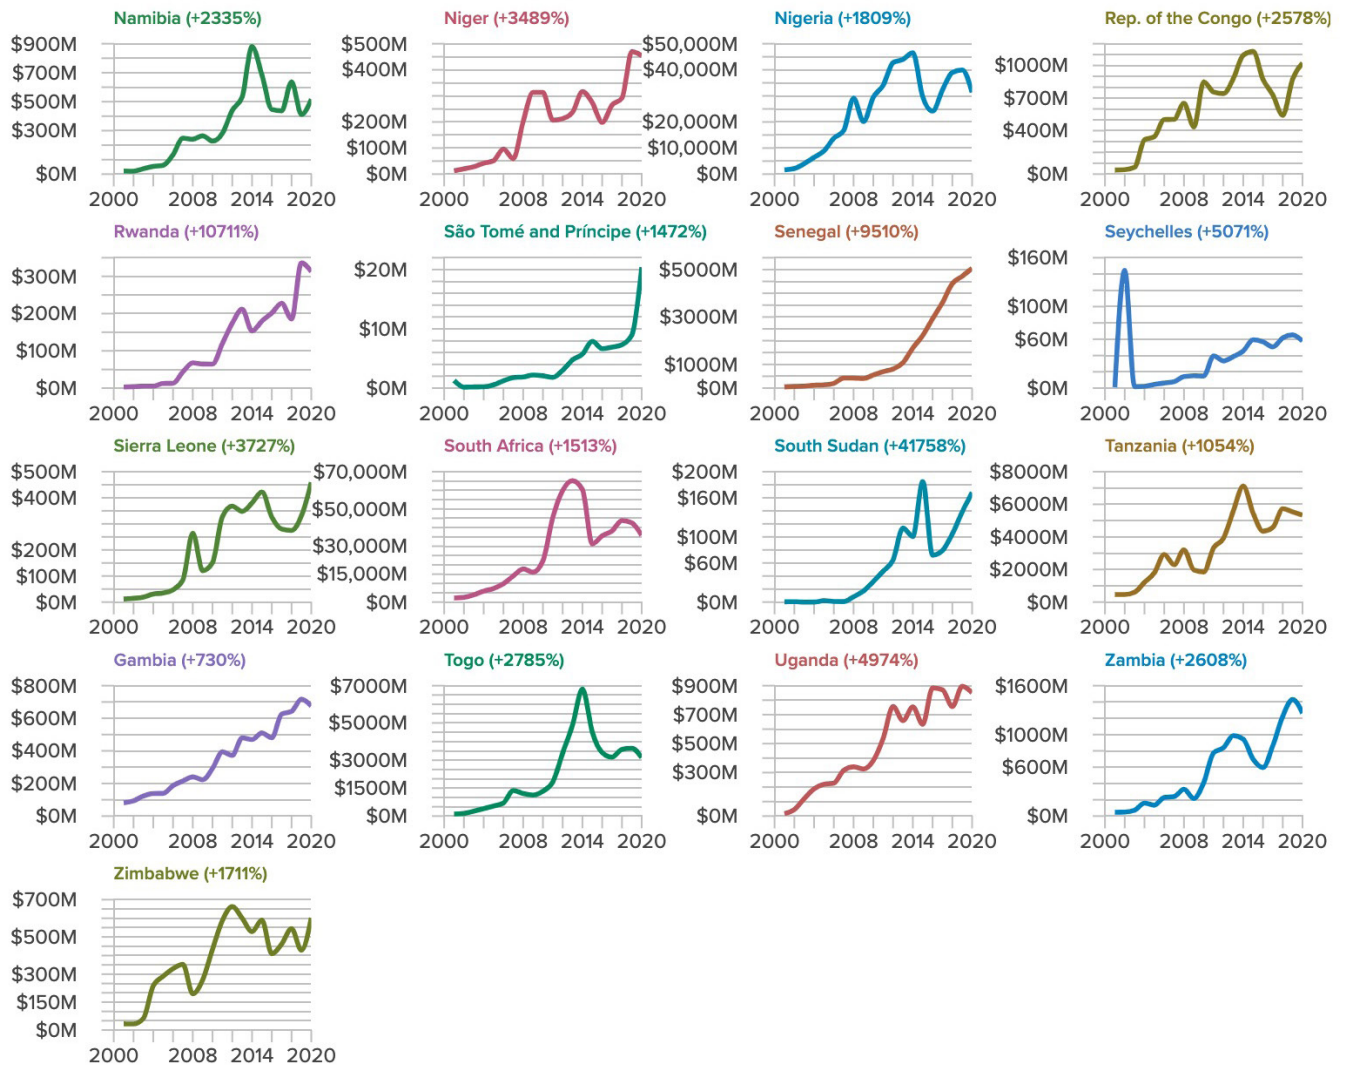 Namibia (+2335%)
$900M
$700M
$500M
$300M
$0M
2000 2008 2014 2020
Niger (+3489%)
$500M
$400M
$200M
$100M
$0M
2000 2008 2014 2020
Nigeria (+1809%)
$50,000M
$40,000M
$20,000M
$10,000M
$0M
2000 2008 2014 2020
Rep. of the Congo (+2578%)
$1000M
$700M
$400M
$0M
2000 2008 2014 2020
Rwanda (+10711%)
$300M
$200M
$100M
$0M
2000 2008 2014 2020
São Tomé and Príncipe (+1472%)
$20M
$10M
$0M
2000 2008 2014 2020
Senegal (+9510%)
$5000M
$3000M
$1000M
$0M
2000 2008 2014 2020
Seychelles (+5071%)
$160M
$100M
$60M
$0M
2000 2008 2014 2020
Sierra Leone (+3727%)
$500M
$400M
$200M
$100M
$0M
2000 2008 2014 2020
South Africa (+1513%)
$70,000M
$50,000M
$30,000M
$15,000M
$0M
2000 2008 2014 2020
South Sudan (+41758%)
$200M
$160M
$100M
$60M
$0M
2000 2008 2014 2020
Tanzania (+1054%)
$8000M
$6000M
$4000M
$2000M
$0M
2000 2008 2014 2020
Gambia (+730%)
$800M
$600M
$400M
$200M
$0M
2000 2008 2014 2020
Togo (+2785%)
$7000M
$5000M
$3000M
$1500M
$0M
2000 2008 2014 2020
Uganda (+4974%)
$900M
$700M
$500M
$300M
$0M
2000 2008 2014 2020
Zambia (+2608%)
$1600M
$1000M
$600M
$0M
2000 2008 2014 2020
Zimbabwe (+1711%)
$700M
$500M
$300M
$150M
$0M
2000 2008 2014 2020